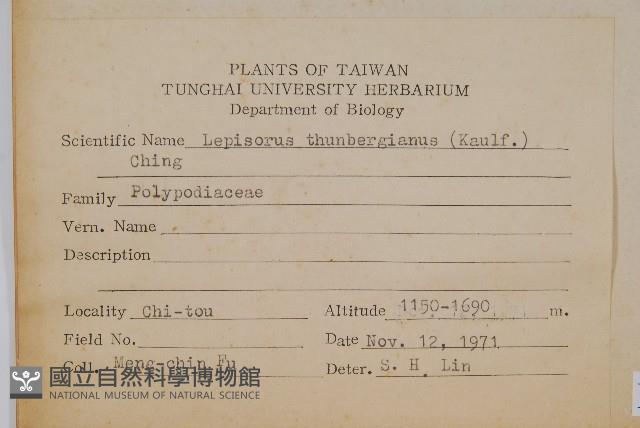 PLANTS OF TAIWAN
TUNGHAI UNIVERSITY HERBARIUM
Department of Biology
Scientific Name Lepisorus thunbergianus (Kaulf.)
Ching
Family Polypodiaceae
Vern. Name
Description
Locality Chi-tou Altitude 1150-1690 m.
Field No. Date Nov. 12, 1971
Coll. Meng-chin Fu Deter. S. H. Lin
國立自然科學博物館
NATIONAL MUSEUM OF NATURAL SCIENCE